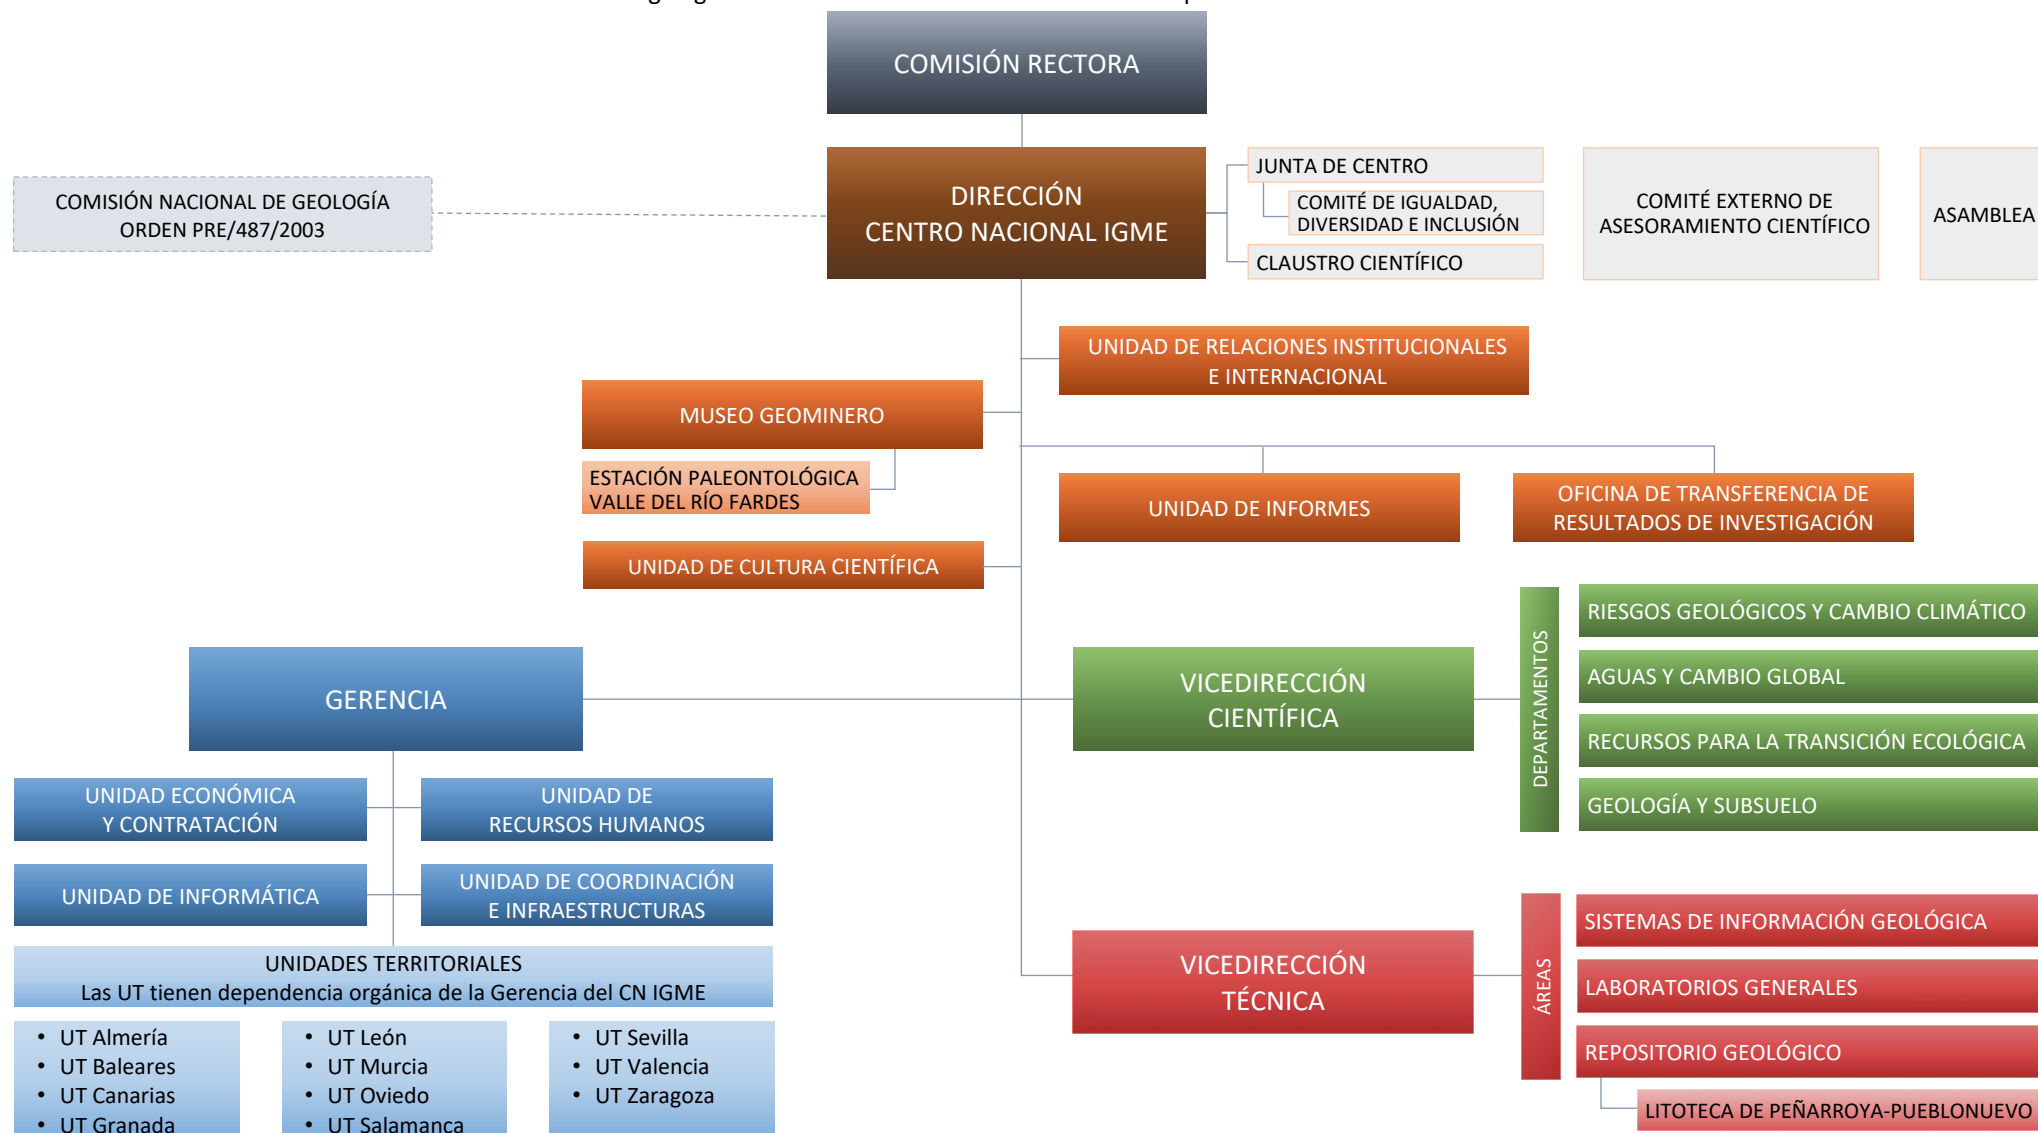 COMISIÓN RECTORA
COMISIÓN NACIONAL DE GEOLOGÍA
ORDEN PRE/487/2003
DIRECCIÓN
CENTRO NACIONAL IGME
JUNTA DE CENTRO
COMITÉ DE IGUALDAD,
DIVERSIDAD E INCLUSIÓN
CLAUSTRO CIENTÍFICO
COMITÉ EXTERNO DE
ASESORAMIENTO CIENTÍFICO
ASAMBLEA
UNIDAD DE RELACIONES INSTITUCIONALES
E INTERNACIONAL
MUSEO GEOMINERO
ESTACIÓN PALEONTOLÓGICA
VALLE DEL RÍO FARDES
UNIDAD DE INFORMES
OFICINA DE TRANSFERENCIA DE
RESULTADOS DE INVESTIGACIÓN
UNIDAD DE CULTURA CIENTÍFICA
GERENCIA
VICEDIRECCIÓN
CIENTÍFICA
DEPARTAMENTOS
RIESGOS GEOLÓGICOS Y CAMBIO CLIMÁTICO
AGUAS Y CAMBIO GLOBAL
RECURSOS PARA LA TRANSICIÓN ECOLÓGICA
GEOLOGÍA Y SUBSUELO
UNIDAD ECONÓMICA
Y CONTRATACIÓN
UNIDAD DE
RECURSOS HUMANOS
UNIDAD DE INFORMÁTICA
UNIDAD DE COORDINACIÓN
E INFRAESTRUCTURAS
UNIDADES TERRITORIALES
Las UT tienen dependencia orgánica de la Gerencia del CN IGME
• UT Almería
• UT Baleares
• UT Canarias
• UT Granada
• UT León
• UT Murcia
• UT Oviedo
• UT Salamanca
• UT Sevilla
• UT Valencia
• UT Zaragoza
VICEDIRECCIÓN
TÉCNICA
ÁREAS
SISTEMAS DE INFORMACIÓN GEOLÓGICA
LABORATORIOS GENERALES
REPOSITORIO GEOLÓGICO
LITOTECA DE PEÑARROYA-PUEBLONUEVO